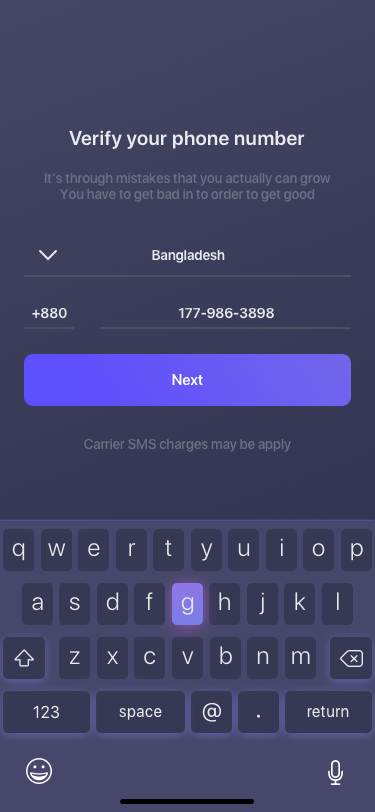 Verify your phone number
It's through mistakes that you actually can grow
You have to get bad in to order to get good
Bangladesh
+880 177-986-3898
Next
Carrier SMS charges may be apply
q w e r t y u i o p
a s d f g h j k l
z x c v b n m
123 space @ . return